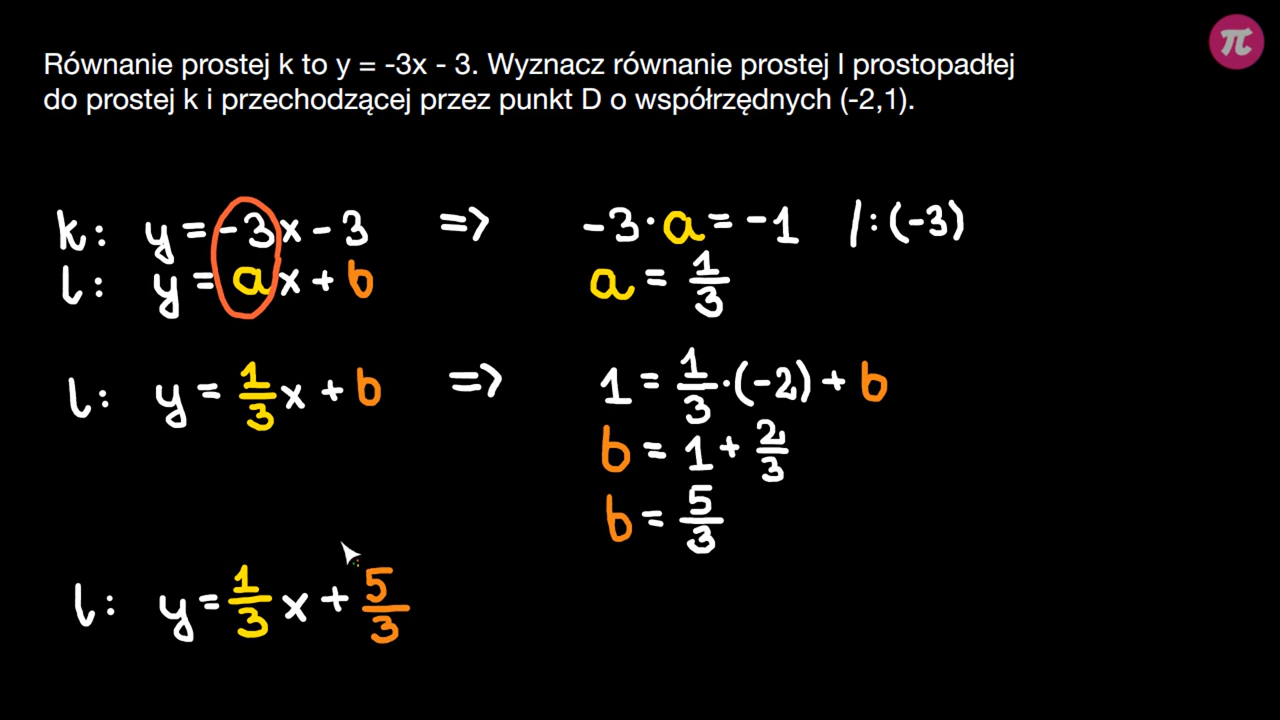 π
Równanie prostej k to y = -3x - 3. Wyznacz równanie prostej l prostopadłej
do prostej k i przechodzącej przez punkt D o współrzędnych (-2,1).
k: y = -3x - 3 => -3·a = -1 /:(-3)
l: y = ax + b a = 1/3
l: y = 1/3 x + b => 1 = 1/3·(-2) + b
b = 1 + 2/3
b = 5/3
l: y = 1/3 x + 5/3